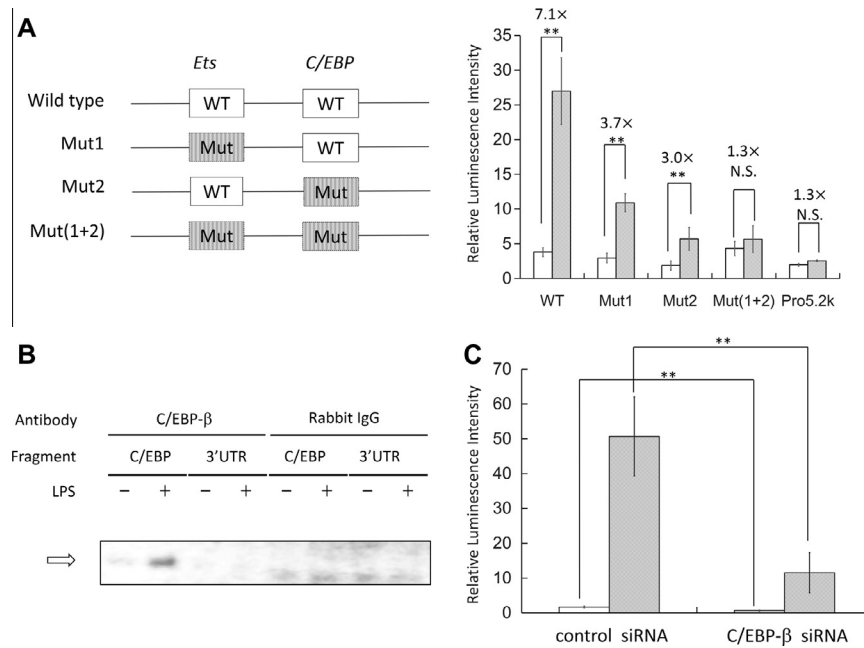 A
Ets C/EBP
Wild type WT WT
Mut1 Mut WT
Mut2 WT Mut
Mut(1+2) Mut Mut
Relative Luminescence Intensity
35
30
25
20
15
10
5
0
7.1×
**
3.7×
**
3.0×
**
1.3×
N.S.
1.3×
N.S.
WT Mut1 Mut2 Mut(1+2) Pro5.2k
B
Antibody C/EBP-β Rabbit IgG
Fragment C/EBP 3'UTR C/EBP 3'UTR
LPS − + − + − + − +
C
Relative Luminescence Intensity
70
60
50
40
30
20
10
0
**
**
control siRNA C/EBP-β siRNA